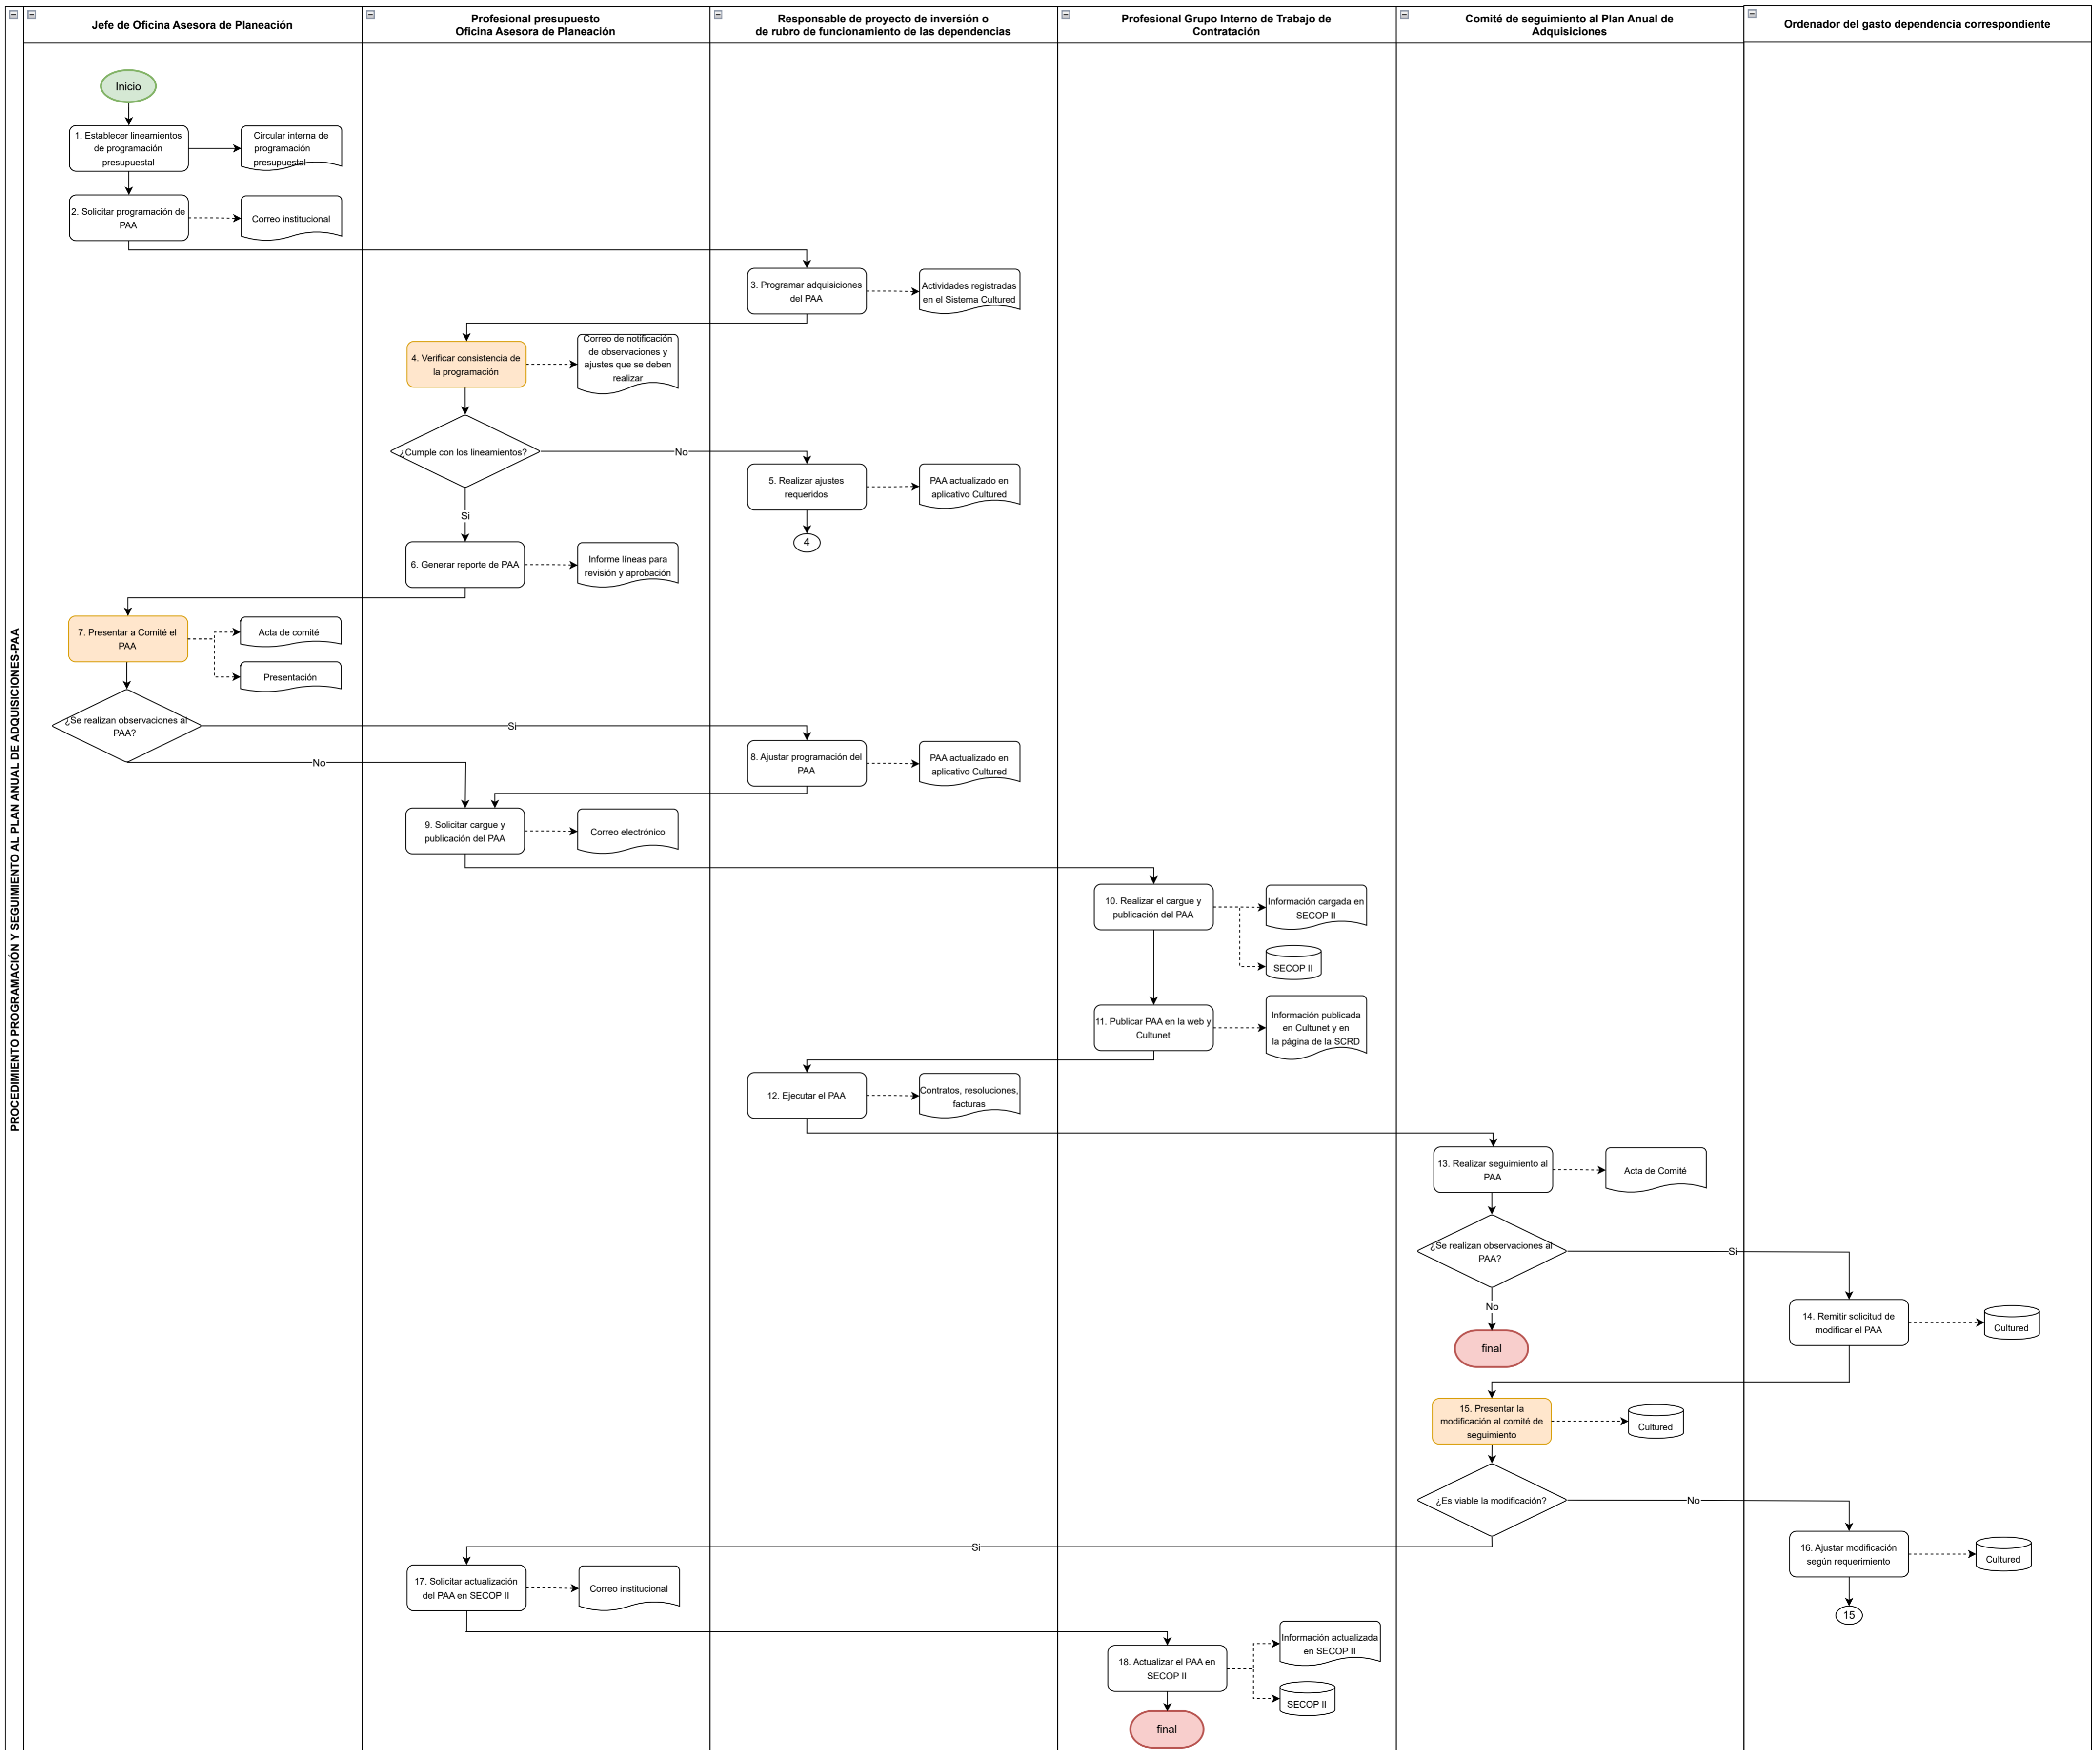 PROCEDIMIENTO PROGRAMACIÓN Y SEGUIMIENTO AL PLAN ANUAL DE ADQUISICIONES-PAA
Jefe de Oficina Asesora de Planeación
Profesional presupuesto
Oficina Asesora de Planeación
Responsable de proyecto de inversión o
de rubro de funcionamiento de las dependencias
Profesional Grupo Interno de Trabajo de
Contratación
Comité de seguimiento al Plan Anual de
Adquisiciones
Ordenador del gasto dependencia correspondiente
Inicio
1. Establecer lineamientos
de programación
presupuestal
Circular interna de
programación
presupuestal
2. Solicitar programación de
PAA
Correo institucional
3. Programar adquisiciones
del PAA
Actividades registradas
en el Sistema Cultured
4. Verificar consistencia de
la programación
Correo de notificación
de observaciones y
ajustes que se deben
realizar
¿Cumple con los lineamientos?
No
Si
5. Realizar ajustes
requeridos
PAA actualizado en
aplicativo Cultured
4
6. Generar reporte de PAA
Informe líneas para
revisión y aprobación
7. Presentar a Comité el
PAA
Acta de comité
Presentación
¿Se realizan observaciones al
PAA?
Si
No
8. Ajustar programación del
PAA
PAA actualizado en
aplicativo Cultured
9. Solicitar cargue y
publicación del PAA
Correo electrónico
10. Realizar el cargue y
publicación del PAA
Información cargada en
SECOP II
SECOP II
11. Publicar PAA en la web y
Cultunet
Información publicada
en Cultunet y en
la página de la SCRD
12. Ejecutar el PAA
Contratos, resoluciones,
facturas
13. Realizar seguimiento al
PAA
Acta de Comité
¿Se realizan observaciones al
PAA?
Si
No
final
14. Remitir solicitud de
modificar el PAA
Cultured
15. Presentar la
modificación al comité de
seguimiento
Cultured
¿Es viable la modificación?
No
Si
16. Ajustar modificación
según requerimiento
Cultured
15
17. Solicitar actualización
del PAA en SECOP II
Correo institucional
18. Actualizar el PAA en
SECOP II
Información actualizada
en SECOP II
SECOP II
final